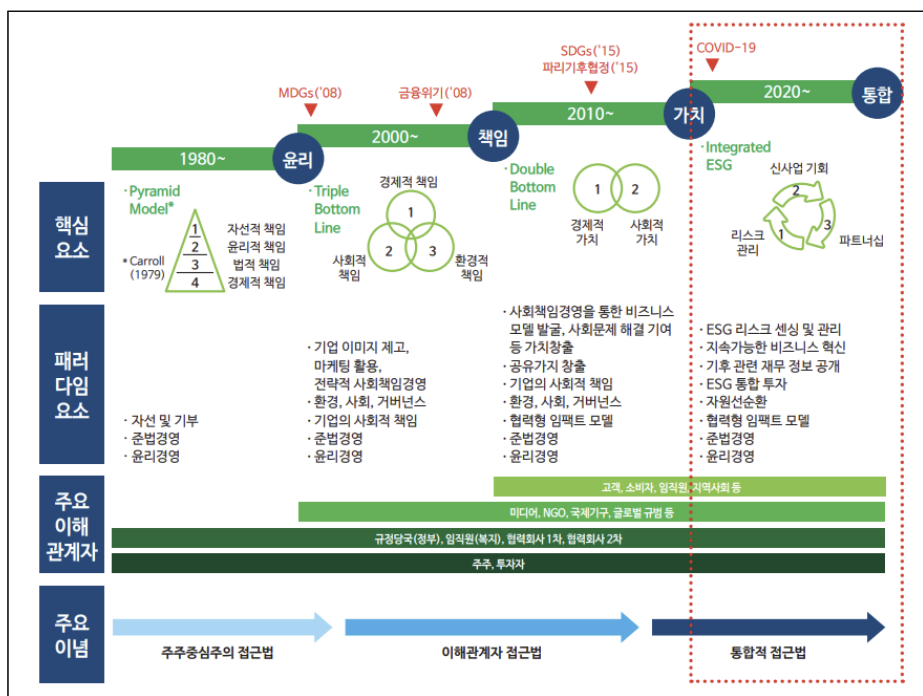 SDGs('15)
파리기후협정('15)
COVID-19
MDGs('08)
금융위기('08)
2020~
통합
2010~
가치
2000~
책임
1980~
윤리
핵심
요소
· Pyramid
Model*
* Carroll
(1979)
1
2
3
4
자선적 책임
윤리적 책임
법적 책임
경제적 책임
· Triple
Bottom
Line
경제적 책임
1
2
3
사회적
책임
환경적
책임
· Double
Bottom
Line
1
2
경제적
가치
사회적
가치
· Integrated
ESG
신사업 기회
2
1
3
리스크
관리
파트너십
패러
다임
요소
· 자선 및 기부
· 준법경영
· 윤리경영
· 기업 이미지 제고,
마케팅 활용,
전략적 사회책임경영
· 환경, 사회, 거버넌스
· 기업의 사회적 책임
· 준법경영
· 윤리경영
· 사회책임경영을 통한 비즈니스
모델 발굴, 사회문제 해결 기여
등 가치창출
· 공유가지 창출
· 기업의 사회적 책임
· 환경, 사회, 거버넌스
· 협력형 임팩트 모델
· 준법경영
· 윤리경영
· ESG 리스크 센싱 및 관리
· 지속가능한 비즈니스 혁신
· 기후 관련 재무 정보 공개
· ESG 통합 투자
· 자원선순환
· 협력형 임팩트 모델
· 준법경영
· 윤리경영
주요
이해
관계자
고객, 소비자, 임직원, 지역사회 등
미디어, NGO, 국제기구, 글로벌 규범 등
규정당국(정부), 임직원(복지), 협력회사 1차, 협력회사 2차
주주, 투자자
주요
이념
주주중심주의 접근법
이해관계자 접근법
통합적 접근법